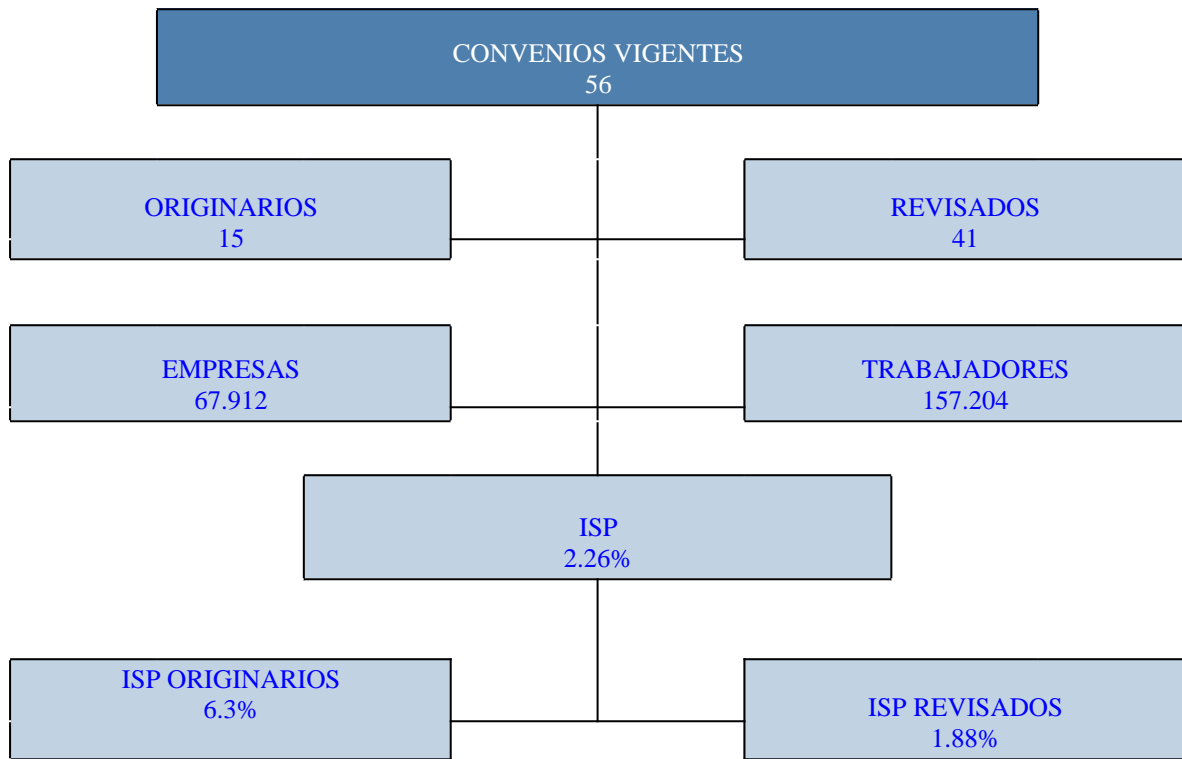 CONVENIOS VIGENTES
56
ORIGINARIOS
15
REVISADOS
41
EMPRESAS
67.912
TRABAJADORES
157.204
ISP
2.26%
ISP ORIGINARIOS
6.3%
ISP REVISADOS
1.88%